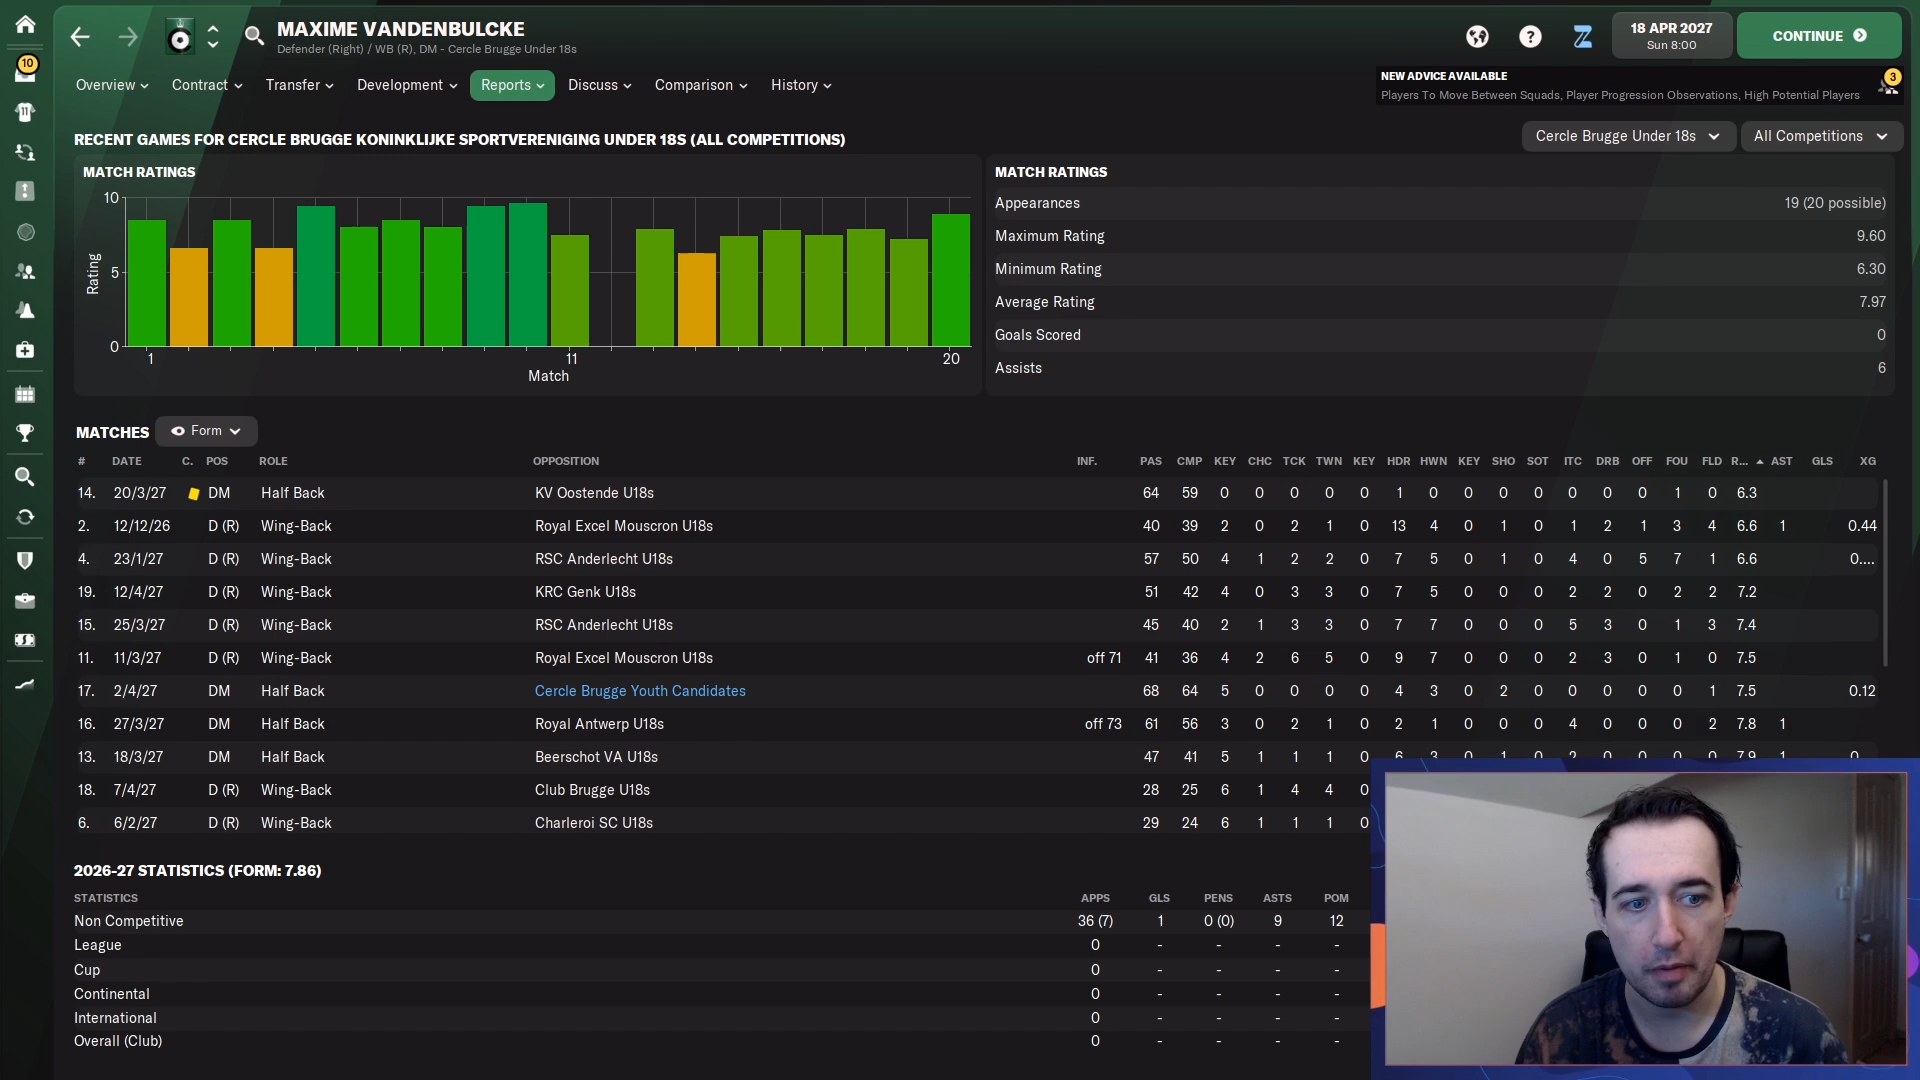 MAXIME VANDENBULCKE
Defender (Right) / WB (R), DM - Cercle Brugge Under 18s
18 APR 2027
Sun 8:00
CONTINUE
10
Overview Contract Transfer Development Reports Discuss Comparison History
NEW ADVICE AVAILABLE
Players To Move Between Squads, Player Progression Observations, High Potential Players
3
RECENT GAMES FOR CERCLE BRUGGE KONINKLIJKE SPORTVERENIGING UNDER 18S (ALL COMPETITIONS)
Cercle Brugge Under 18s All Competitions
MATCH RATINGS
10
5
0
Rating
1 11 20
Match
MATCH RATINGS
Appearances 19 (20 possible)
Maximum Rating 9.60
Minimum Rating 6.30
Average Rating 7.97
Goals Scored 0
Assists 6
MATCHES Form
# DATE C. POS ROLE OPPOSITION INF. PAS CMP KEY CHC TCK TWN KEY HDR HWN KEY SHO SOT ITC DRB OFF FOU FLD R... AST GLS XG
14. 20/3/27 DM Half Back KV Oostende U18s 64 59 0 0 0 0 0 1 0 0 0 0 0 0 0 1 0 6.3
2. 12/12/26 D (R) Wing-Back Royal Excel Mouscron U18s 40 39 2 0 2 1 0 13 4 0 1 0 1 2 1 3 4 6.6 1 0.44
4. 23/1/27 D (R) Wing-Back RSC Anderlecht U18s 57 50 4 1 2 2 0 7 5 0 1 0 4 0 5 7 1 6.6 0....
19. 12/4/27 D (R) Wing-Back KRC Genk U18s 51 42 4 0 3 3 0 7 5 0 0 0 2 2 0 2 2 7.2
15. 25/3/27 D (R) Wing-Back RSC Anderlecht U18s 45 40 2 1 3 3 0 7 7 0 0 0 5 3 0 1 3 7.4
11. 11/3/27 D (R) Wing-Back Royal Excel Mouscron U18s off 71 41 36 4 2 6 5 0 9 7 0 0 0 2 3 0 1 0 7.5
17. 2/4/27 DM Half Back Cercle Brugge Youth Candidates 68 64 5 0 0 0 0 4 3 0 2 0 0 0 0 0 1 7.5 0.12
16. 27/3/27 DM Half Back Royal Antwerp U18s off 73 61 56 3 0 2 1 0 2 1 0 0 0 4 0 0 0 2 7.8 1
13. 18/3/27 DM Half Back Beerschot VA U18s 47 41 5 1 1 1 0 6 3 0 1 0 2 0 0 0 0 7.9 1
18. 7/4/27 D (R) Wing-Back Club Brugge U18s 28 25 6 1 4 4 0
6. 6/2/27 D (R) Wing-Back Charleroi SC U18s 29 24 6 1 1 1 0
2026-27 STATISTICS (FORM: 7.86)
STATISTICS APPS GLS PENS ASTS POM
Non Competitive 36 (7) 1 0 (0) 9 12
League 0 - - - -
Cup 0 - - - -
Continental 0 - - - -
International 0 - - - -
Overall (Club) 0 - - - -